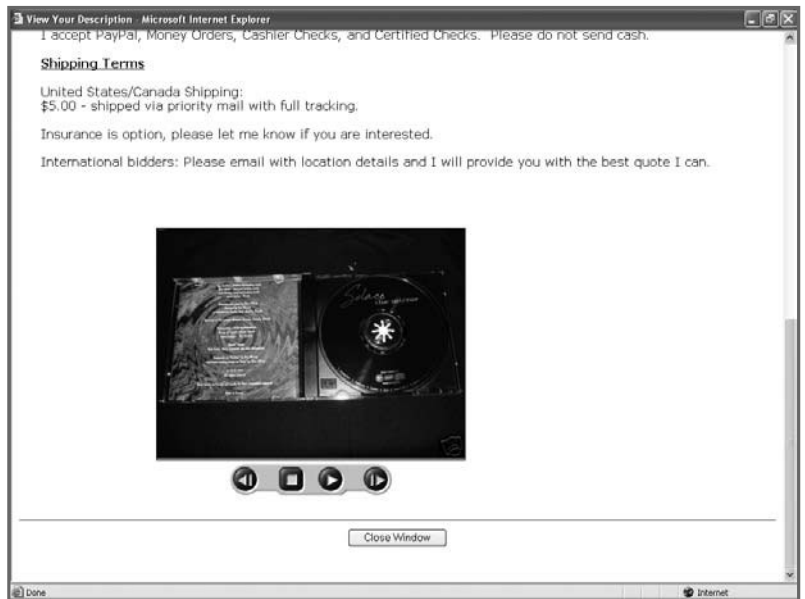 View Your Description - Microsoft Internet Explorer
I accept PayPal, Money Orders, Cashier Checks, and Certified Checks. Please do not send cash.
Shipping Terms
United States/Canada Shipping:
$5.00 - shipped via priority mail with full tracking.
Insurance is option, please let me know if you are interested.
International bidders: Please email with location details and I will provide you with the best quote I can.
Solace
Close Window
Done
Internet